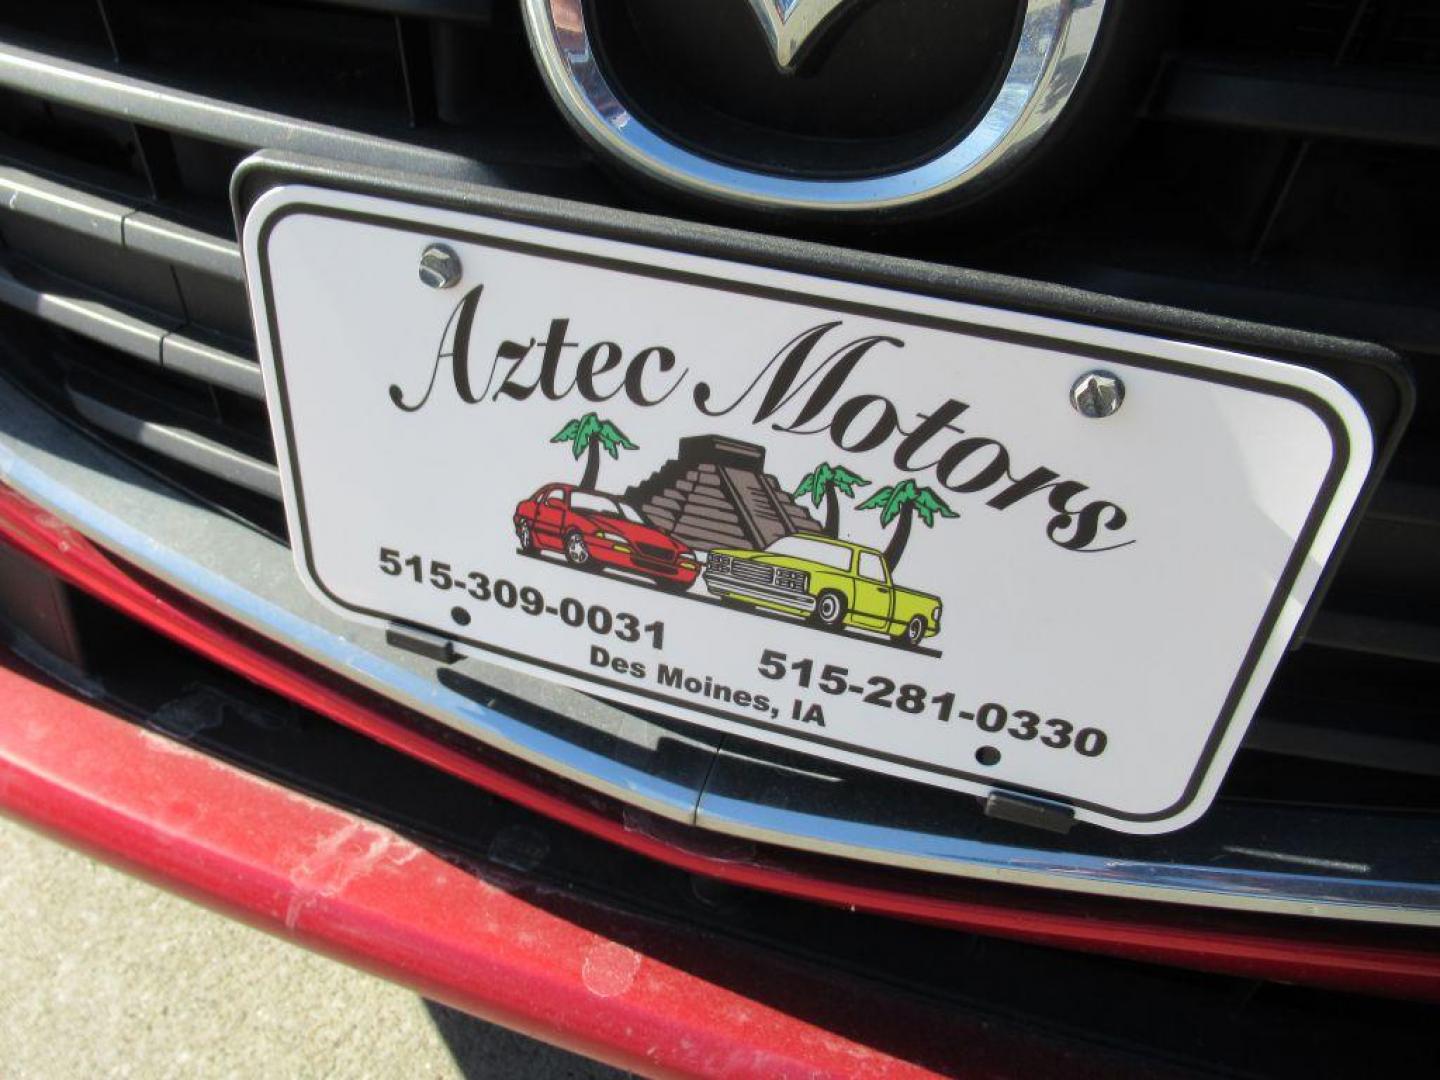 Aztec Motors
515-309-0031
515-281-0330
Des Moines, IA